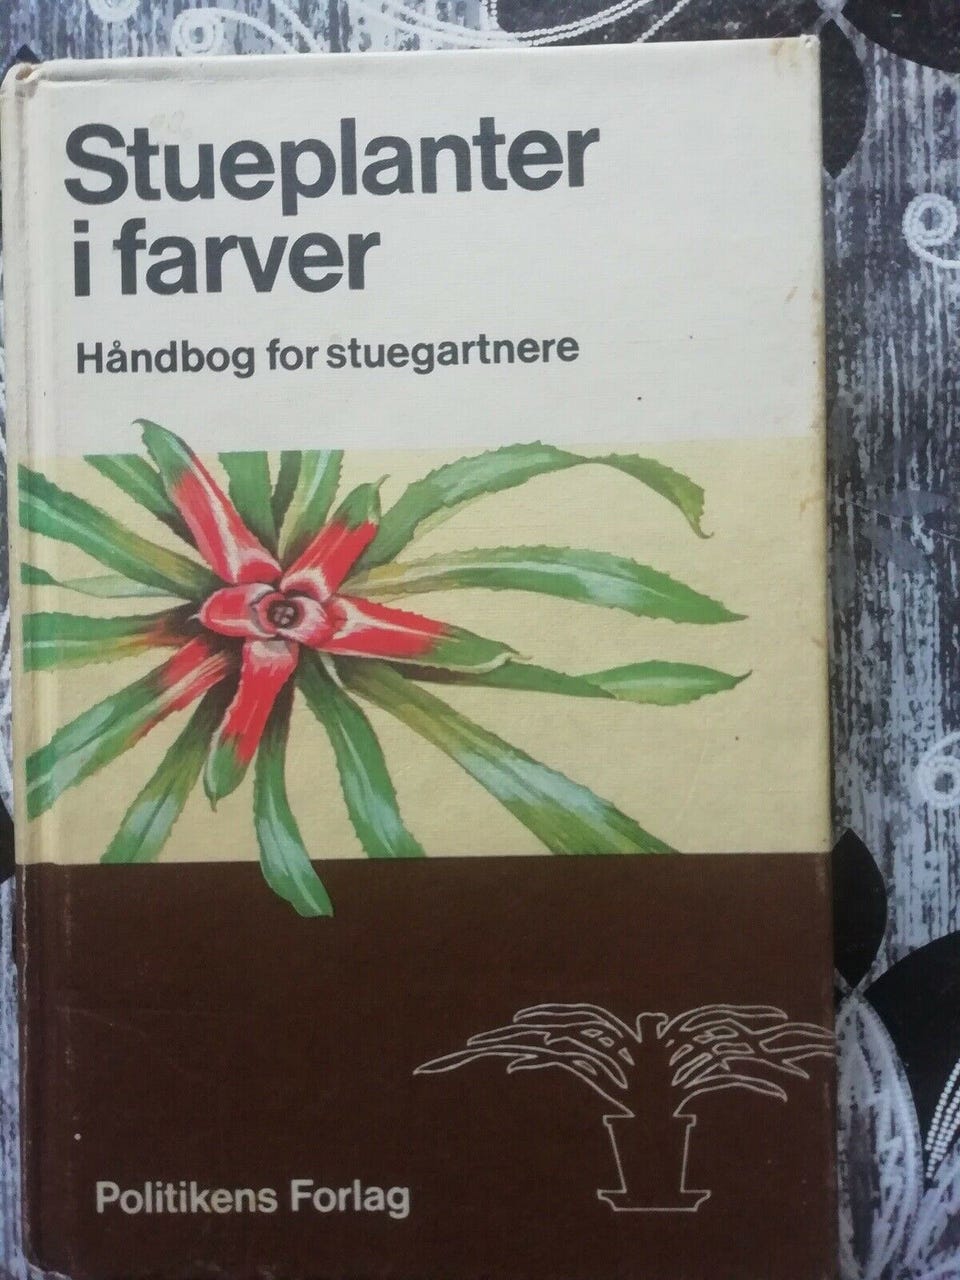 Stueplanter
i farver
Håndbog for stuegartnere
Politikens Forlag